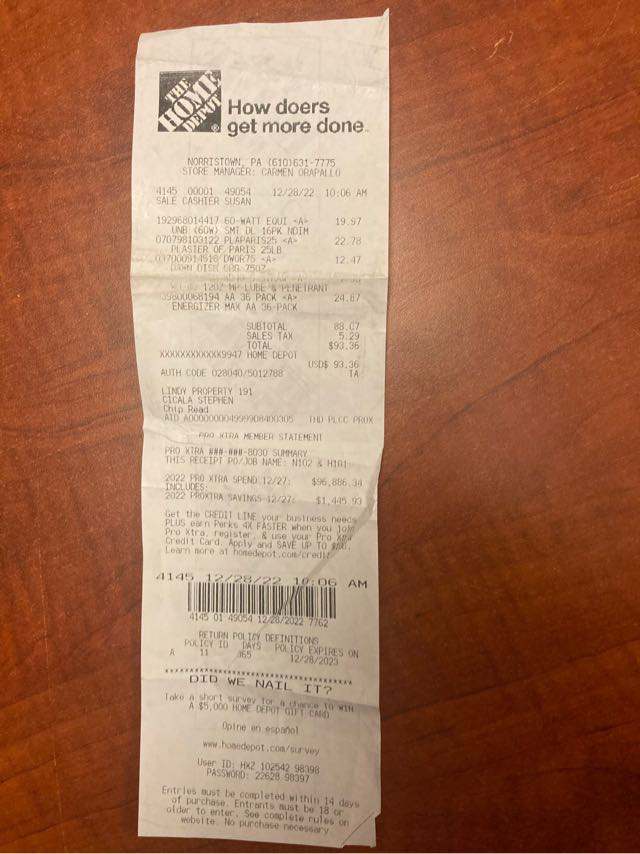 THE
HOME
DEPOT
How doers
get more done
NORRISTOWN, PA (610)631-7775
STORE MANAGER: CARMEN ORAPALLO
4145 00001 49054 12/28/22 10:06 AM
SALE CASHIER SUSAN
192968014417 60-WATT EQUI <A> 19.97
UNB (60W) SMT DL 16PK NDIM
070798103122 PLAPARIS25 <A> 22.78
PLASTER OF PARIS 25LB
037000914518 DWOR75 <A> 12.47
DAWN DISH ORG 75OZ
12OZ MP LUBE & PENETRANT
039800068194 AA 36 PACK <A> 24.87
ENERGIZER MAX AA 36-PACK
SUBTOTAL 88.07
SALES TAX 5.29
TOTAL $93.36
XXXXXXXXXXXX9947 HOME DEPOT
USD$ 93.36
AUTH CODE 028040/5012788 TA
LINDY PROPERTY 191
CICALA STEPHEN
Chip Read
AID A0000000049999D8400305 THD PLCC PROX
PRO XTRA MEMBER STATEMENT
PRO XTRA ###-###-8030 SUMMARY
THIS RECEIPT PO/JOB NAME: N102 & H101
2022 PRO XTRA SPEND 12/27: $96,886.34
INCLUDES:
2022 PROXTRA SAVINGS 12/27: $1,445.93
Get the CREDIT LINE your business needs
PLUS earn Perks 4X FASTER when you join
Pro Xtra, register, & use your Pro Xtra
Credit Card. Apply and SAVE UP TO
Learn more at homedepot.com/credit
4145 12/28/22 10:06 AM
4145 01 49054 12/28/2022 7762
RETURN POLICY DEFINITIONS
POLICY ID DAYS POLICY EXPIRES ON
A 11 365 12/28/2023
DID WE NAIL IT?
Take a short survey for a chance to WIN
A $5,000 HOME DEPOT GIFT CARD
Opine en español
www.homedepot.com/survey
User ID: HXZ 102542 98398
PASSWORD: 22628 98397
Entries must be completed within 14 days
of purchase. Entrants must be 18 or
older to enter. See complete rules on
website. No purchase necessary.